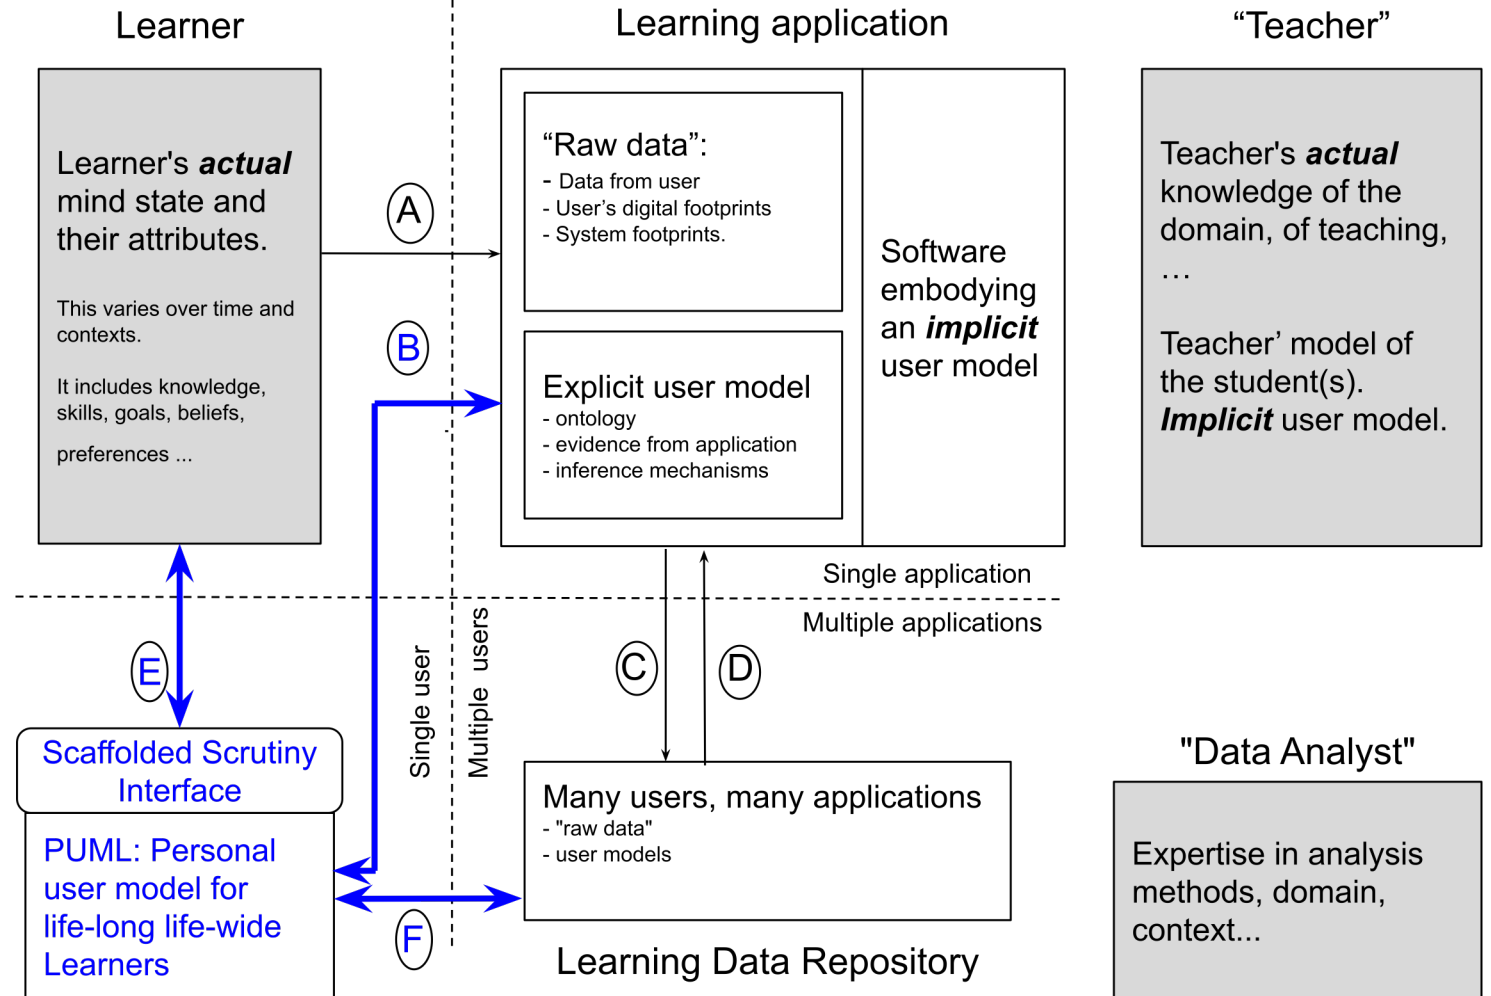 Learner
Learning application
“Teacher”
Learner's actual
mind state and
their attributes.
This varies over time and
contexts.
It includes knowledge,
skills, goals, beliefs,
preferences ...
A
B
“Raw data”:
- Data from user
- User’s digital footprints
- System footprints.
Explicit user model
- ontology
- evidence from application
- inference mechanisms
Software
embodying
an implicit
user model
Teacher's actual
knowledge of the
domain, of teaching,
…
Teacher’ model of
the student(s).
Implicit user model.
Single application
Multiple applications
Single user
Multiple users
E
C
D
Scaffolded Scrutiny
Interface
PUML: Personal
user model for
life-long life-wide
Learners
F
Many users, many applications
- "raw data"
- user models
Learning Data Repository
"Data Analyst"
Expertise in analysis
methods, domain,
context...